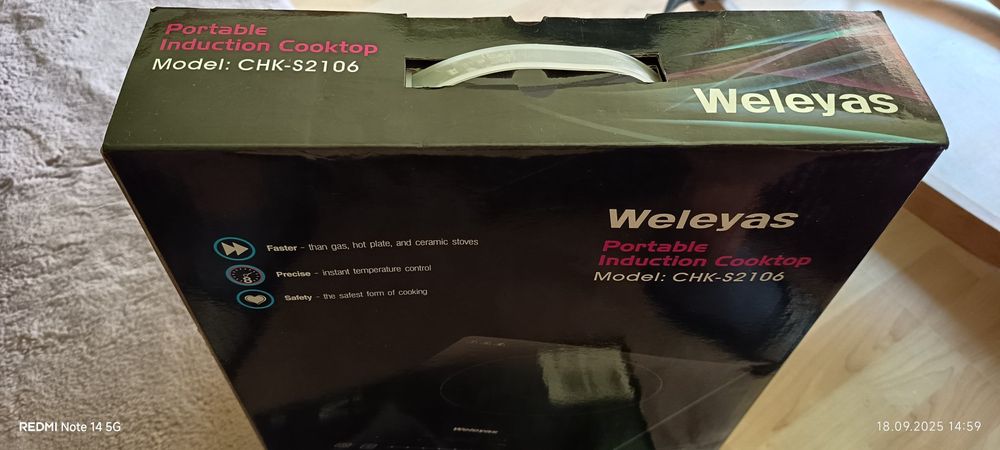 Portable
Induction Cooktop
Model: CHK-S2106
Weleyas
Weleyas
Portable
Induction Cooktop
Model: CHK-S2106
Faster - than gas, hot plate, and ceramic stoves
Precise - instant temperature control
Safety - the safest form of cooking
Weleyas
REDMI Note 14 5G
18.09.2025 14:59